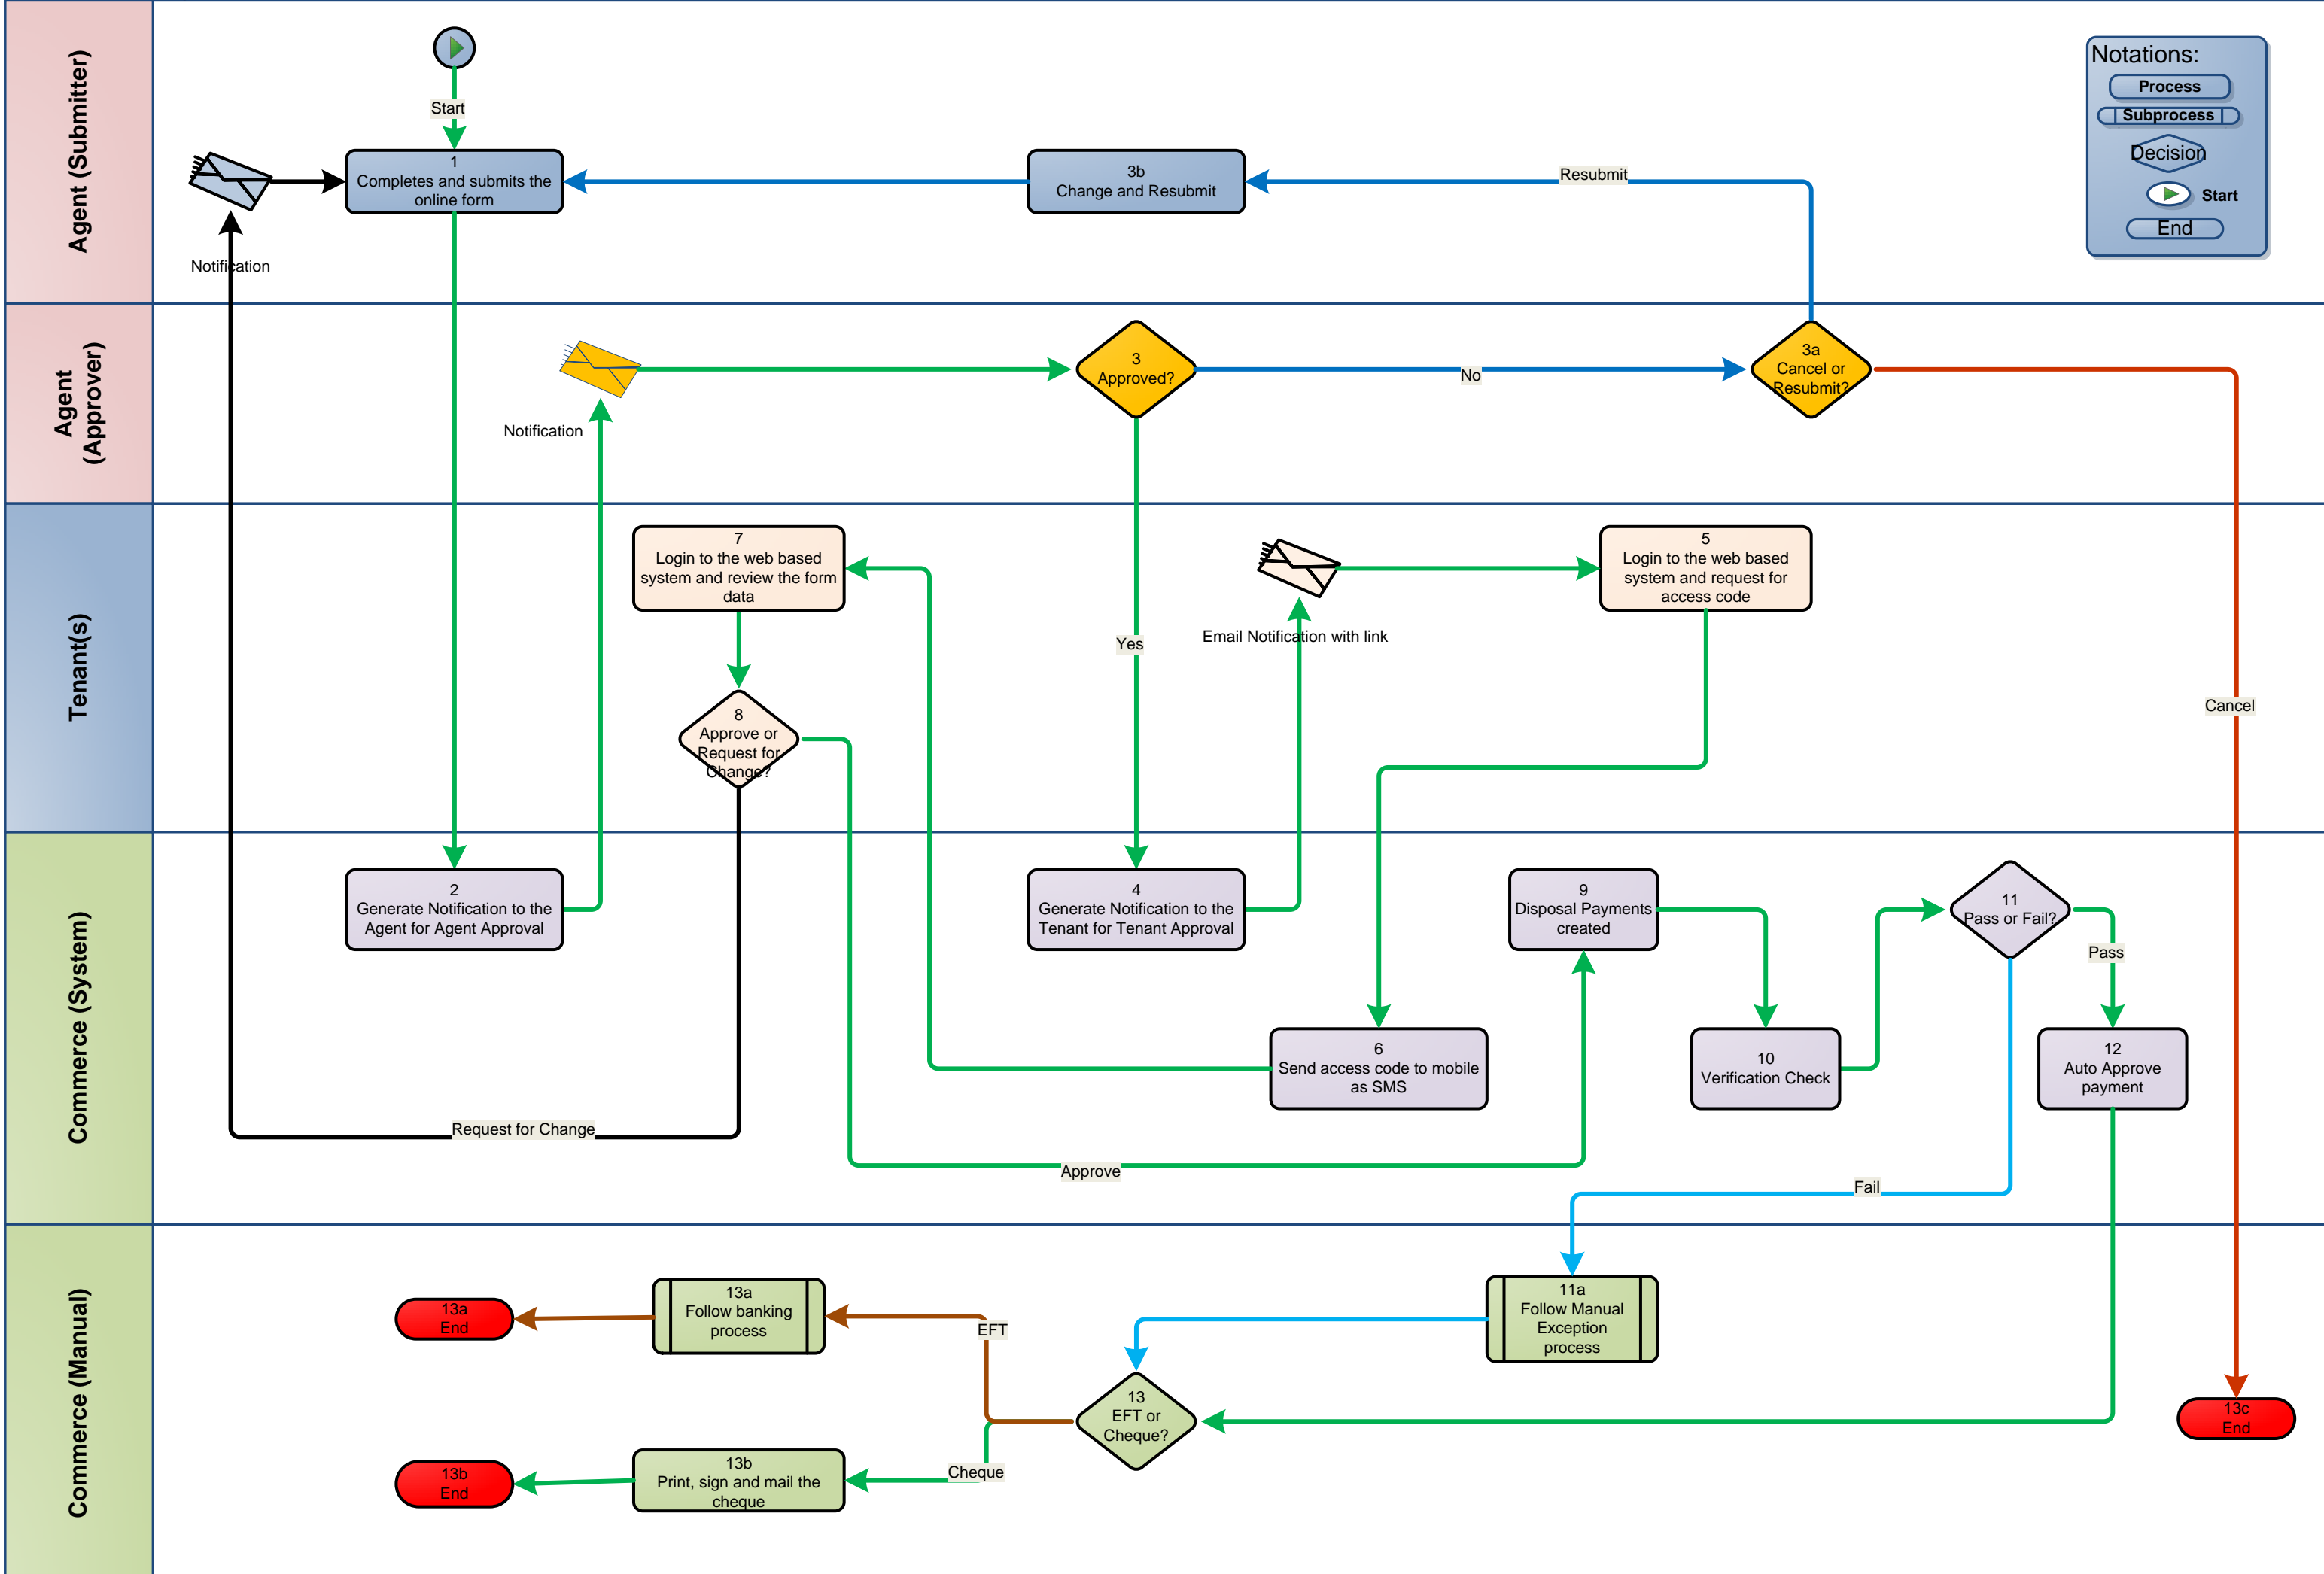 Agent (Submitter)
Start
1
Completes and submits the
online form
Notification
3b
Change and Resubmit
Resubmit
Notations:
Process
Subprocess
Decision
Start
End
Agent
(Approver)
Notification
3
Approved?
No
3a
Cancel or
Resubmit?
Tenant(s)
7
Login to the web based
system and review the form
data
8
Approve or
Request for
Change?
Yes
Email Notification with link
5
Login to the web based
system and request for
access code
Cancel
Commerce (System)
2
Generate Notification to the
Agent for Agent Approval
4
Generate Notification to the
Tenant for Tenant Approval
9
Disposal Payments
created
11
Pass or Fail?
Pass
6
Send access code to mobile
as SMS
10
Verification Check
12
Auto Approve
payment
Request for Change
Approve
Fail
Commerce (Manual)
13a
End
13a
Follow banking
process
EFT
11a
Follow Manual
Exception
process
13
EFT or
Cheque?
13c
End
13b
End
13b
Print, sign and mail the
cheque
Cheque